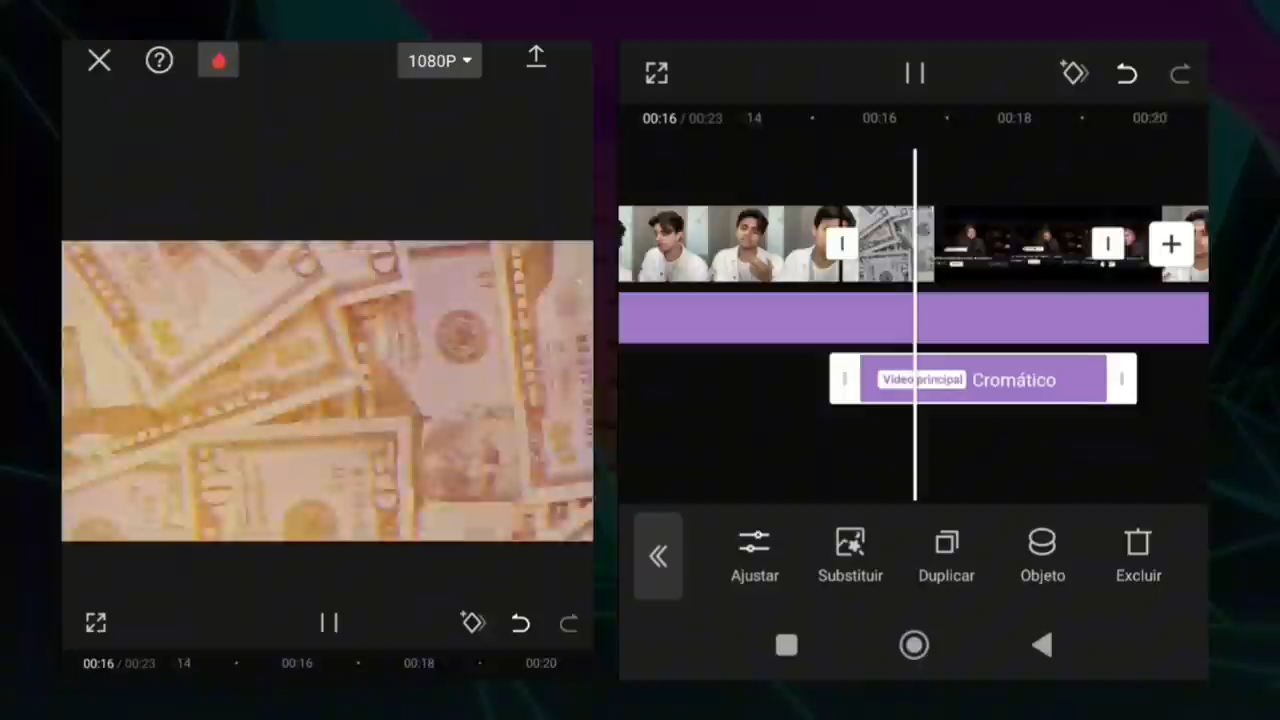 1080P
00:16 / 00:23 14 00:16 00:18 00:20
Vídeo principal Cromático
Ajustar Substituir Duplicar Objeto Excluir
00:16 / 00:23 14 00:16 00:18 00:20